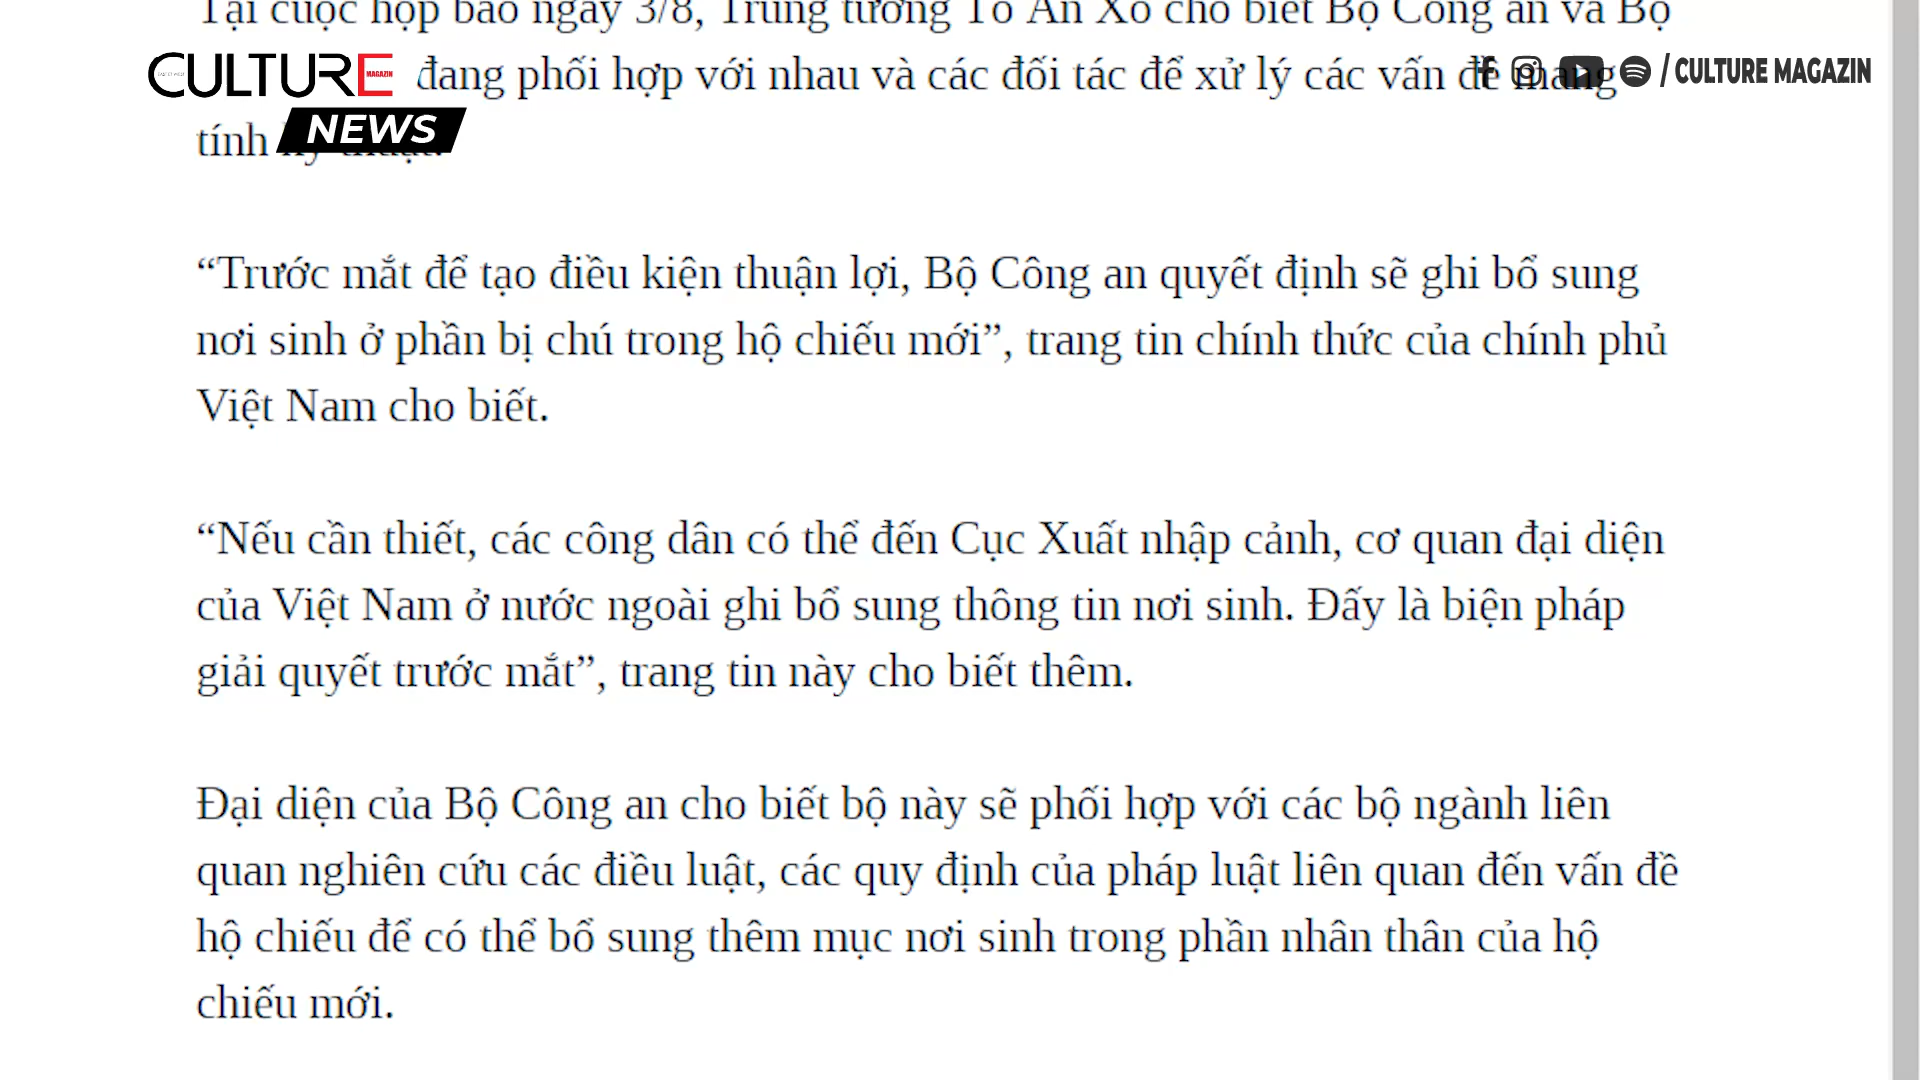 Tại cuộc họp báo ngày 3/8, Trung tướng Tô Ân Xô cho biết Bộ Công an và Bộ
CULTURE MAGAZIN đang phối hợp với nhau và các đối tác để xử lý các vấn đề mang / CULTURE MAGAZIN
NEWS
tính kỹ thuật.
“Trước mắt để tạo điều kiện thuận lợi, Bộ Công an quyết định sẽ ghi bổ sung
nơi sinh ở phần bị chú trong hộ chiếu mới”, trang tin chính thức của chính phủ
Việt Nam cho biết.
“Nếu cần thiết, các công dân có thể đến Cục Xuất nhập cảnh, cơ quan đại diện
của Việt Nam ở nước ngoài ghi bổ sung thông tin nơi sinh. Đấy là biện pháp
giải quyết trước mắt”, trang tin này cho biết thêm.
Đại diện của Bộ Công an cho biết bộ này sẽ phối hợp với các bộ ngành liên
quan nghiên cứu các điều luật, các quy định của pháp luật liên quan đến vấn đề
hộ chiếu để có thể bổ sung thêm mục nơi sinh trong phần nhân thân của hộ
chiếu mới.